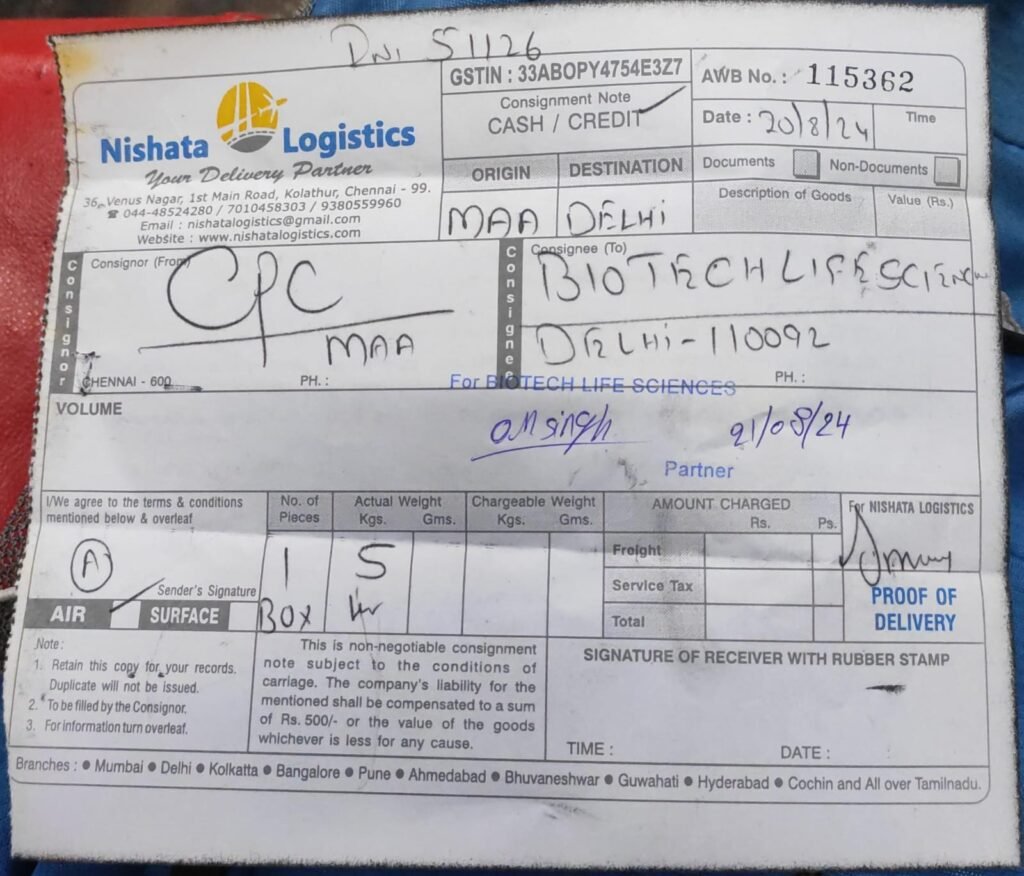 DNI 51126
Nishata Logistics
Your Delivery Partner
36, Venus Nagar, 1st Main Road, Kolathur, Chennai - 99.
☎ 044-48524280 / 7010458303 / 9380559960
Email : nishatalogistics@gmail.com
Website : www.nishatalogistics.com
GSTIN : 33ABOPY4754E3Z7
Consignment Note
CASH / CREDIT
AWB No. : 115362
Date : 20/8/24 Time
ORIGIN DESTINATION
MAA DELHi
Documents Non-Documents
Description of Goods Value (Rs.)
Consignor
Consignor (From)
CPC
MAA
CHENNAI - 600 PH. :
Consignee
Consignee (To)
BIOTECH LIFE SCIENCE
DELHi-110092
PH. :
For BIOTECH LIFE SCIENCES
VOLUME
OM singh 21/08/24
Partner
I/We agree to the terms & conditions
mentioned below & overleaf
A
Sender's Signature
AIR SURFACE
No. of Pieces
1
BOX
Actual Weight
Kgs. Gms.
5
Chargeable Weight
Kgs. Gms.
AMOUNT CHARGED
Rs. Ps.
Freight
Service Tax
Total
For NISHATA LOGISTICS
PROOF OF
DELIVERY
Note :
1. Retain this copy for your records.
Duplicate will not be issued.
2. To be filled by the Consignor.
3. For information turn overleaf.
This is non-negotiable consignment
note subject to the conditions of
carriage. The company's liability for the
mentioned shall be compensated to a sum
of Rs. 500/- or the value of the goods
whichever is less for any cause.
SIGNATURE OF RECEIVER WITH RUBBER STAMP
TIME : DATE :
Branches : ● Mumbai ● Delhi ● Kolkatta ● Bangalore ● Pune ● Ahmedabad ● Bhuvaneshwar ● Guwahati ● Hyderabad ● Cochin and All over Tamilnadu.